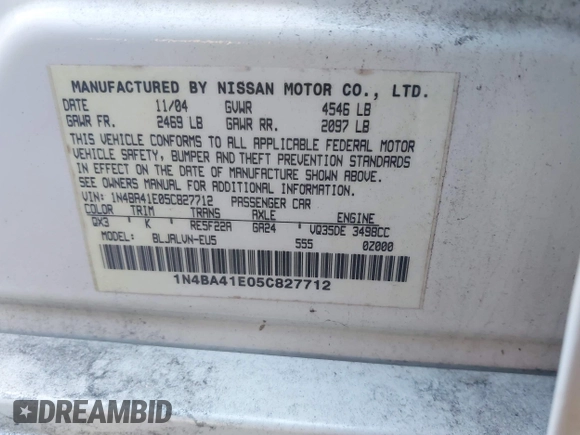 MANUFACTURED BY NISSAN MOTOR CO., LTD.
DATE 11/04 GVWR 4546 LB
GAWR FR. 2469 LB GAWR RR. 2097 LB
THIS VEHICLE CONFORMS TO ALL APPLICABLE FEDERAL MOTOR
VEHICLE SAFETY, BUMPER AND THEFT PREVENTION STANDARDS
IN EFFECT ON THE DATE OF MANUFACTURE SHOWN ABOVE.
SEE OWNERS MANUAL FOR ADDITIONAL INFORMATION.
VIN: 1N4BA41E05C827712 PASSENGER CAR
COLOR TRIM TRANS AXLE ENGINE
QX3 K RE5F22A GA24 VQ35DE 3498CC
BLJALVN-EU5 555 02000
1N4BA41E05C827712
DREAMBID